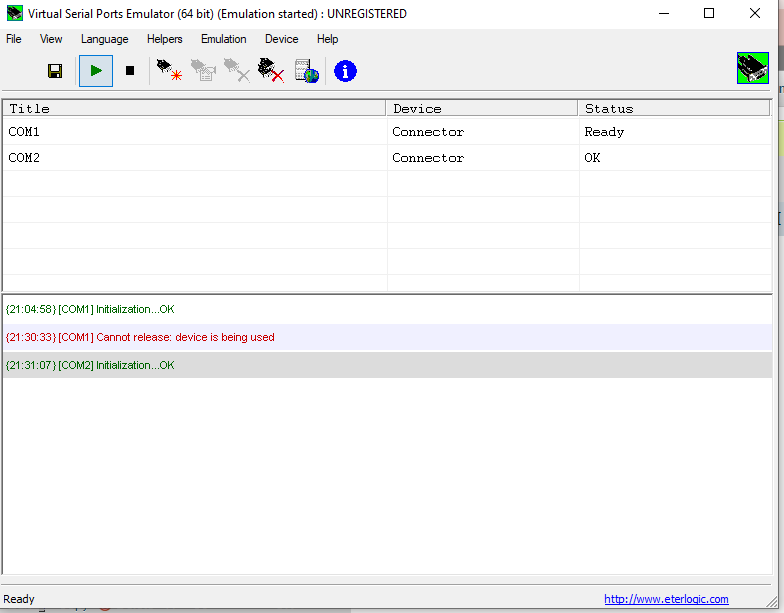 Virtual Serial Ports Emulator (64 bit) (Emulation started) : UNREGISTERED
File View Language Helpers Emulation Device Help
Title Device Status
COM1 Connector Ready
COM2 Connector OK
{21:04:58} [COM1] Initialization...OK
{21:30:33} [COM1] Cannot release: device is being used
{21:31:07} [COM2] Initialization...OK
Ready http://www.eterlogic.com